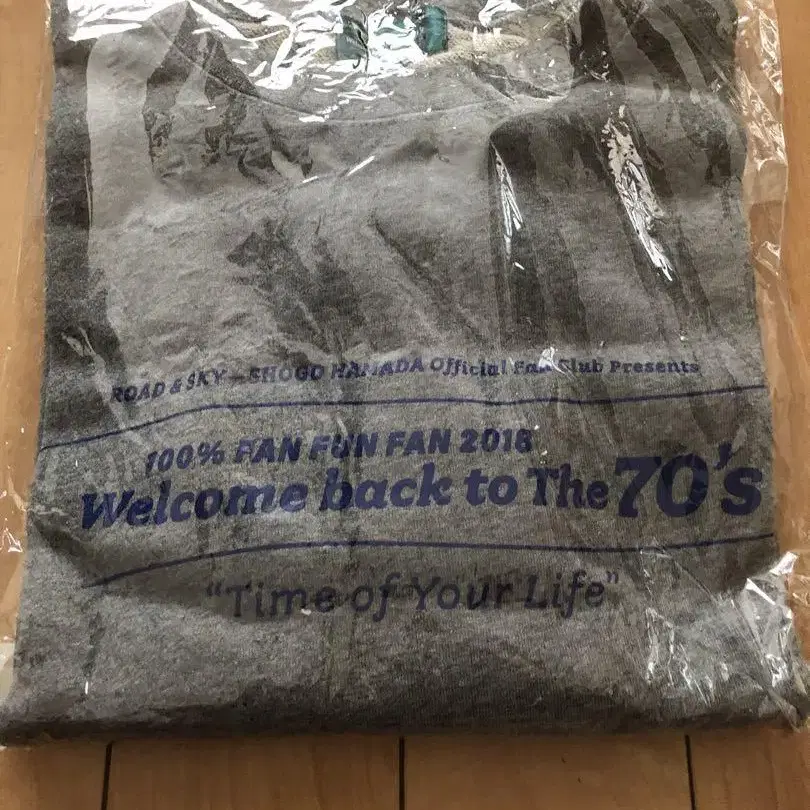 ROAD & SKY – SHOGO HAMADA Official Fan Club Presents
100% FAN FUN FAN 2018
Welcome back to The 70's
"Time of Your Life"